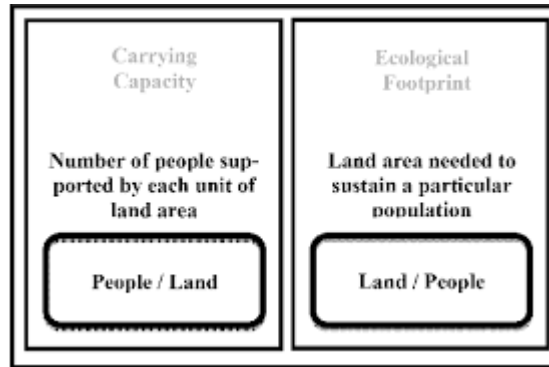 Carrying
Capacity
Number of people sup-
ported by each unit of
land area
People / Land
Ecological
Footprint
Land area needed to
sustain a particular
population
Land / People